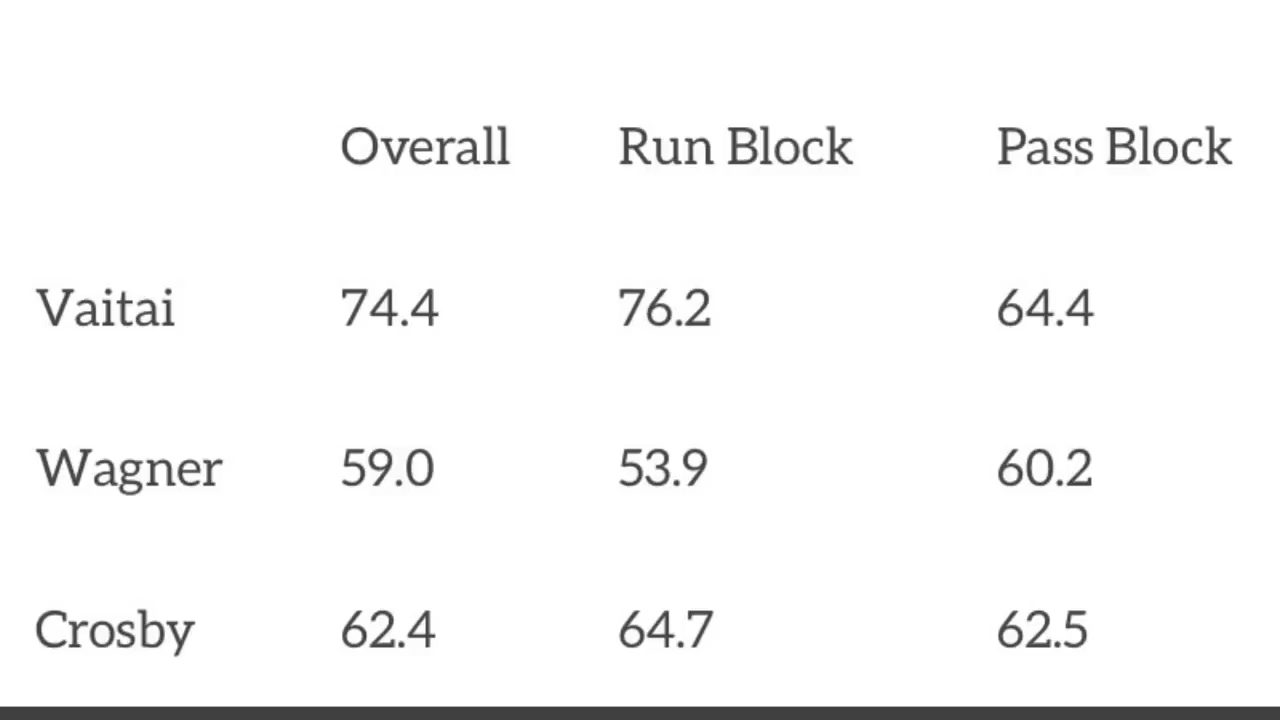 Overall Run Block Pass Block
Vaitai 74.4 76.2 64.4
Wagner 59.0 53.9 60.2
Crosby 62.4 64.7 62.5